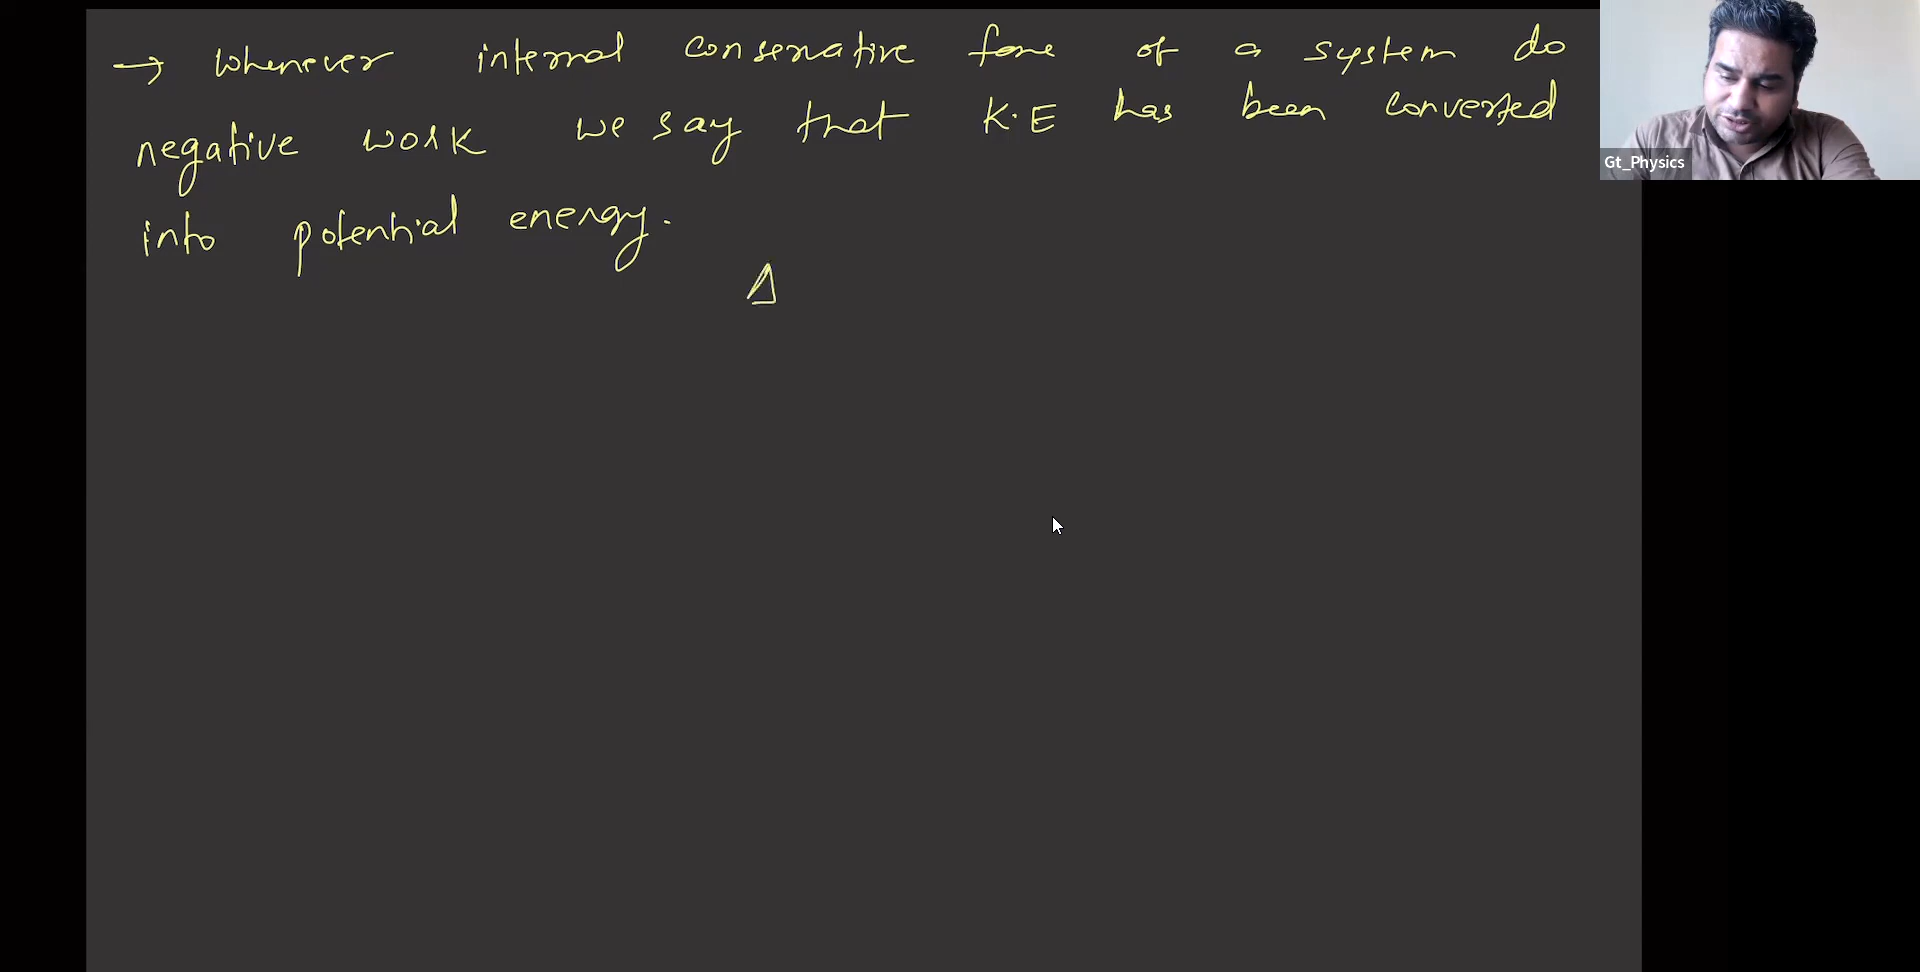 → Whenever internal conservative force of a system do
negative work we say that K.E has been converted
into potential energy.
Δ
Gt_Physics